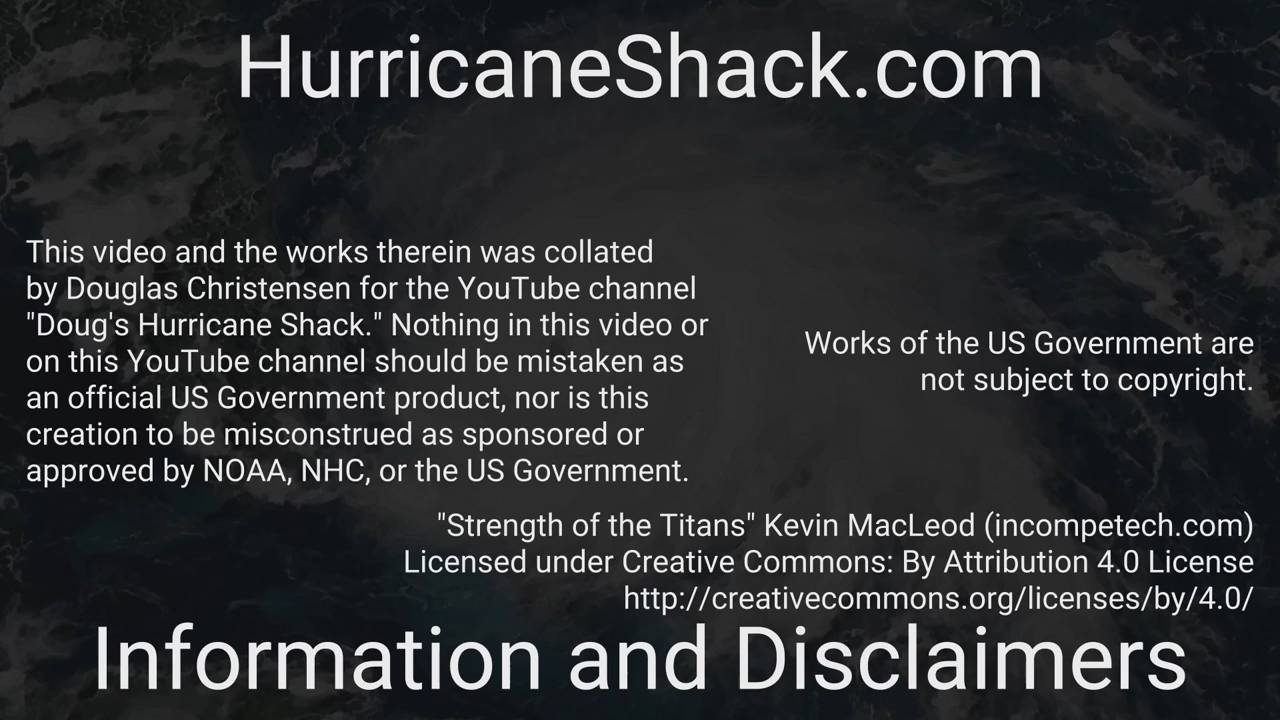 HurricaneShack.com
This video and the works therein was collated
by Douglas Christensen for the YouTube channel
"Doug's Hurricane Shack." Nothing in this video or
on this YouTube channel should be mistaken as
an official US Government product, nor is this
creation to be misconstrued as sponsored or
approved by NOAA, NHC, or the US Government.
Works of the US Government are
not subject to copyright.
"Strength of the Titans" Kevin MacLeod (incompetech.com)
Licensed under Creative Commons: By Attribution 4.0 License
http://creativecommons.org/licenses/by/4.0/
Information and Disclaimers